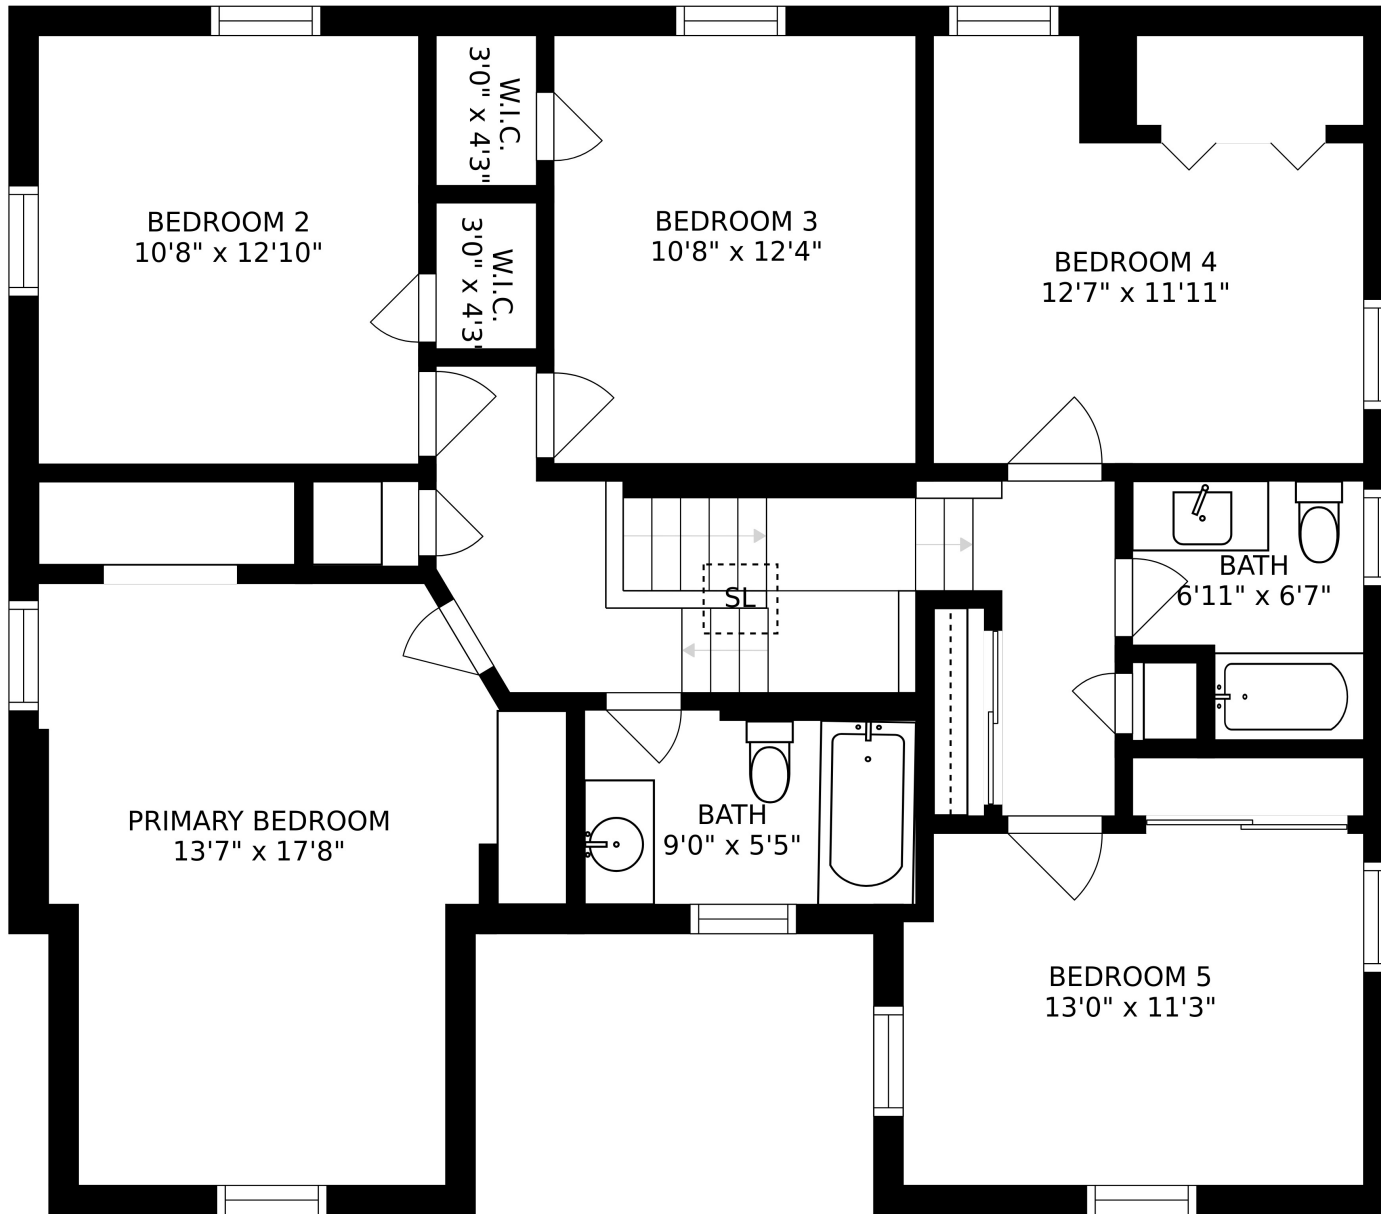 W.I.C.
3'0" x 4'3"
BEDROOM 2
10'8" x 12'10"
BEDROOM 3
10'8" x 12'4"
W.I.C.
3'0" x 4'3'
BEDROOM 4
12'7" x 11'11"
BATH
6'11" x 6'7"
SL
PRIMARY BEDROOM
13'7" x 17'8"
BATH
9'0" x 5'5"
BEDROOM 5
13'0" x 11'3"